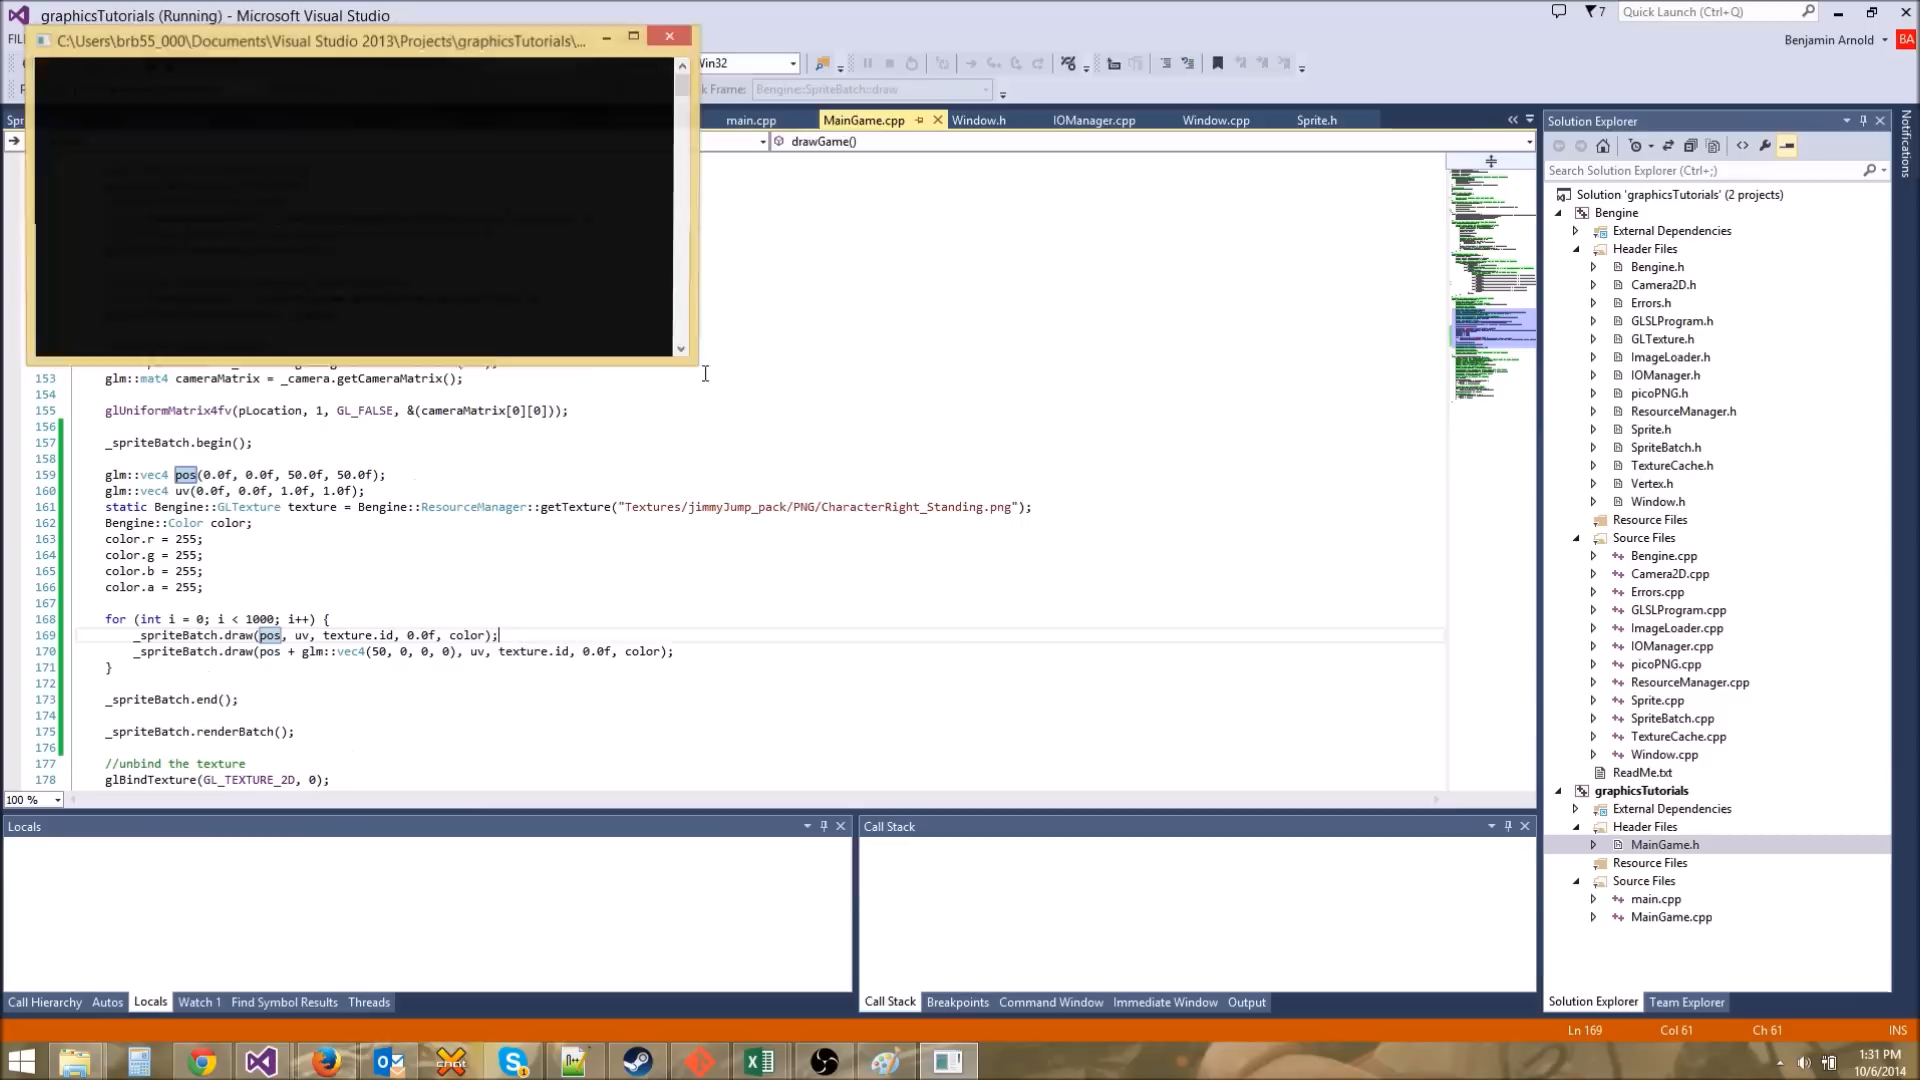 graphicsTutorials (Running) - Microsoft Visual Studio
7
Quick Launch (Ctrl+Q)
Benjamin Arnold
BA
C:\Users\brb55_000\Documents\Visual Studio 2013\Projects\graphicsTutorials\...
Win32
Bengine::SpriteBatch::draw
main.cpp
MainGame.cpp
Window.h
IOManager.cpp
Window.cpp
Sprite.h
drawGame()
153 glm::mat4 cameraMatrix = _camera.getCameraMatrix();
154
155 glUniformMatrix4fv(pLocation, 1, GL_FALSE, &(cameraMatrix[0][0]));
156
157 _spriteBatch.begin();
158
159 glm::vec4 pos(0.0f, 0.0f, 50.0f, 50.0f);
160 glm::vec4 uv(0.0f, 0.0f, 1.0f, 1.0f);
161 static Bengine::GLTexture texture = Bengine::ResourceManager::getTexture("Textures/jimmyJump_pack/PNG/CharacterRight_Standing.png");
162 Bengine::Color color;
163 color.r = 255;
164 color.g = 255;
165 color.b = 255;
166 color.a = 255;
167
168 for (int i = 0; i < 1000; i++) {
169 _spriteBatch.draw(pos, uv, texture.id, 0.0f, color);
170 _spriteBatch.draw(pos + glm::vec4(50, 0, 0, 0), uv, texture.id, 0.0f, color);
171 }
172
173 _spriteBatch.end();
174
175 _spriteBatch.renderBatch();
176
177 //unbind the texture
178 glBindTexture(GL_TEXTURE_2D, 0);
100 %
Locals
Call Stack
Call Hierarchy
Autos
Locals
Watch 1
Find Symbol Results
Threads
Call Stack
Breakpoints
Command Window
Immediate Window
Output
Solution Explorer
Search Solution Explorer (Ctrl+;)
Solution 'graphicsTutorials' (2 projects)
Bengine
External Dependencies
Header Files
Bengine.h
Camera2D.h
Errors.h
GLSLProgram.h
GLTexture.h
ImageLoader.h
IOManager.h
picoPNG.h
ResourceManager.h
Sprite.h
SpriteBatch.h
TextureCache.h
Vertex.h
Window.h
Resource Files
Source Files
Bengine.cpp
Camera2D.cpp
Errors.cpp
GLSLProgram.cpp
ImageLoader.cpp
IOManager.cpp
picoPNG.cpp
ResourceManager.cpp
Sprite.cpp
SpriteBatch.cpp
TextureCache.cpp
Window.cpp
ReadMe.txt
graphicsTutorials
External Dependencies
Header Files
MainGame.h
Resource Files
Source Files
main.cpp
MainGame.cpp
Solution Explorer
Team Explorer
Notifications
Ln 169
Col 61
Ch 61
INS
1:31 PM
10/6/2014